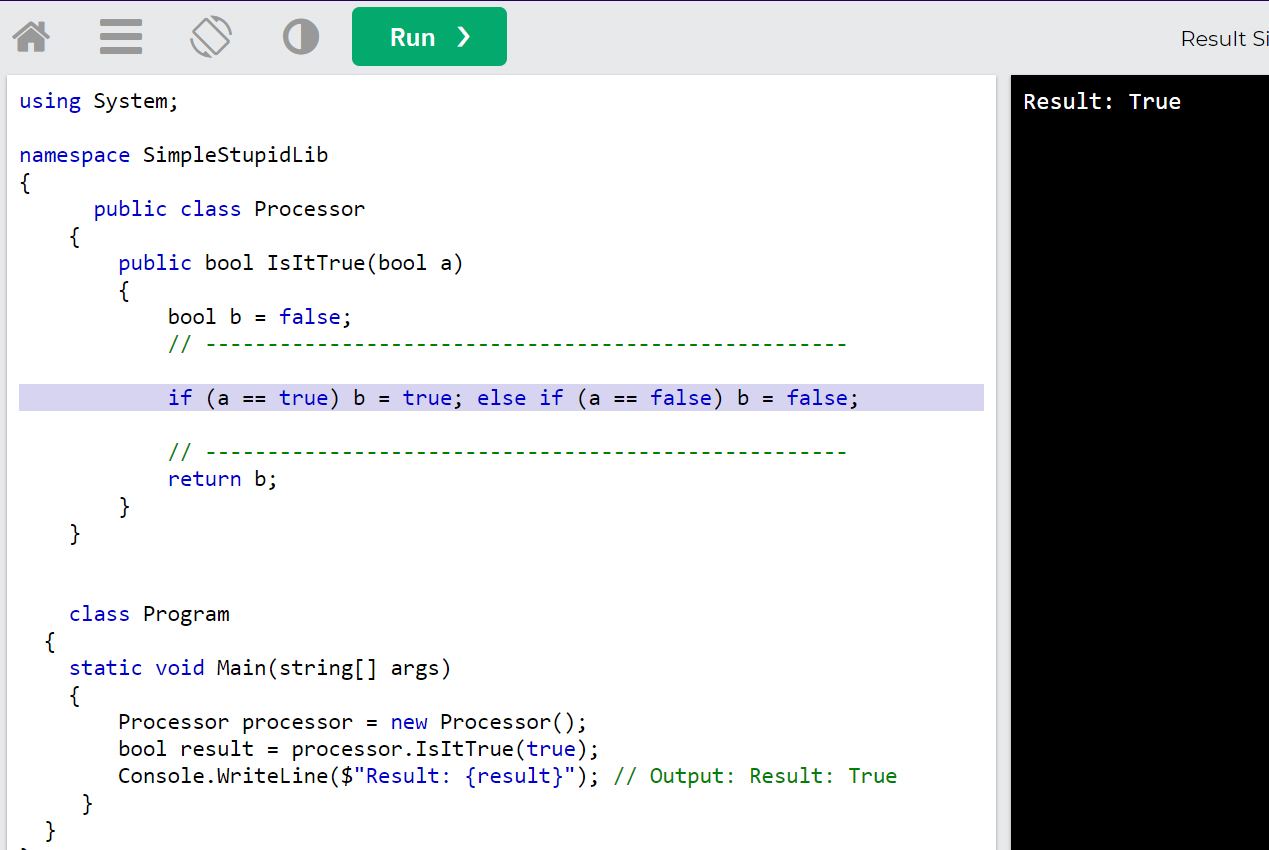 Run ❯
Result Si
using System;
namespace SimpleStupidLib
{
public class Processor
{
public bool IsItTrue(bool a)
{
bool b = false;
// ----------------------------------------------------
if (a == true) b = true; else if (a == false) b = false;
// ----------------------------------------------------
return b;
}
}
class Program
{
static void Main(string[] args)
{
Processor processor = new Processor();
bool result = processor.IsItTrue(true);
Console.WriteLine($"Result: {result}"); // Output: Result: True
}
}
Result: True